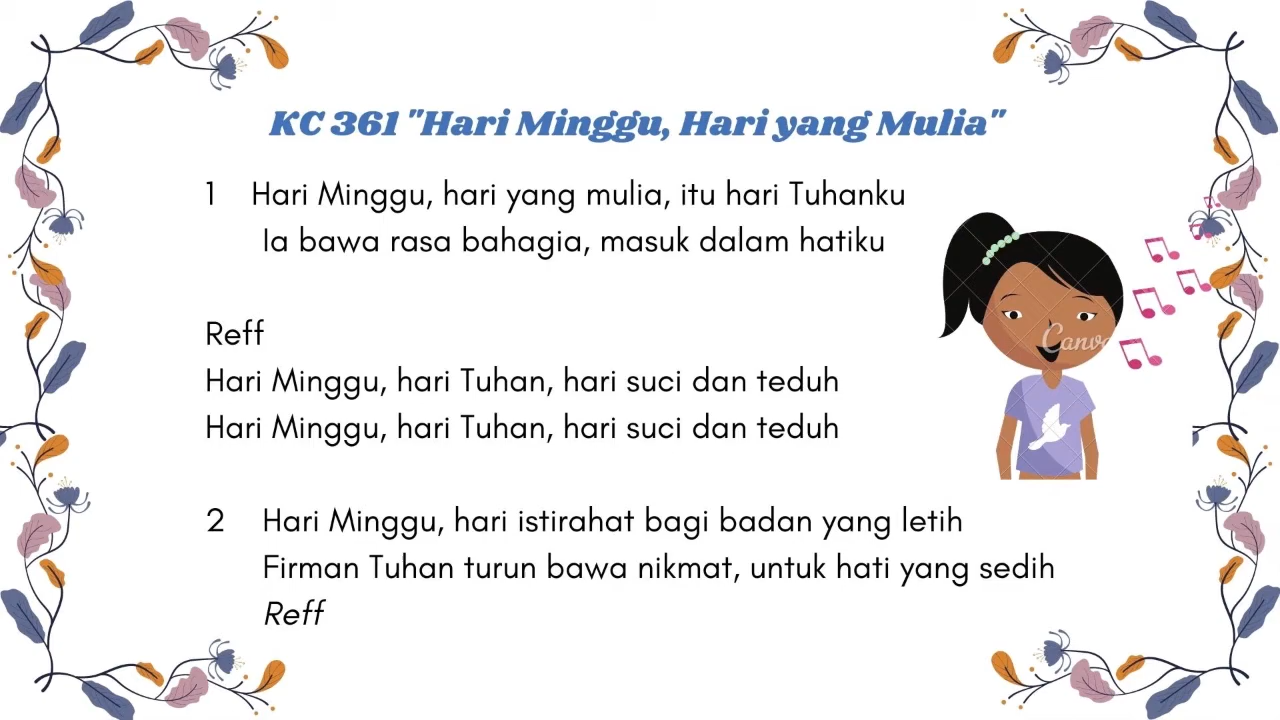 KC 361 "Hari Minggu, Hari yang Mulia"
1 Hari Minggu, hari yang mulia, itu hari Tuhanku
Ia bawa rasa bahagia, masuk dalam hatiku
Reff
Hari Minggu, hari Tuhan, hari suci dan teduh
Hari Minggu, hari Tuhan, hari suci dan teduh
2 Hari Minggu, hari istirahat bagi badan yang letih
Firman Tuhan turun bawa nikmat, untuk hati yang sedih
Reff
Canva